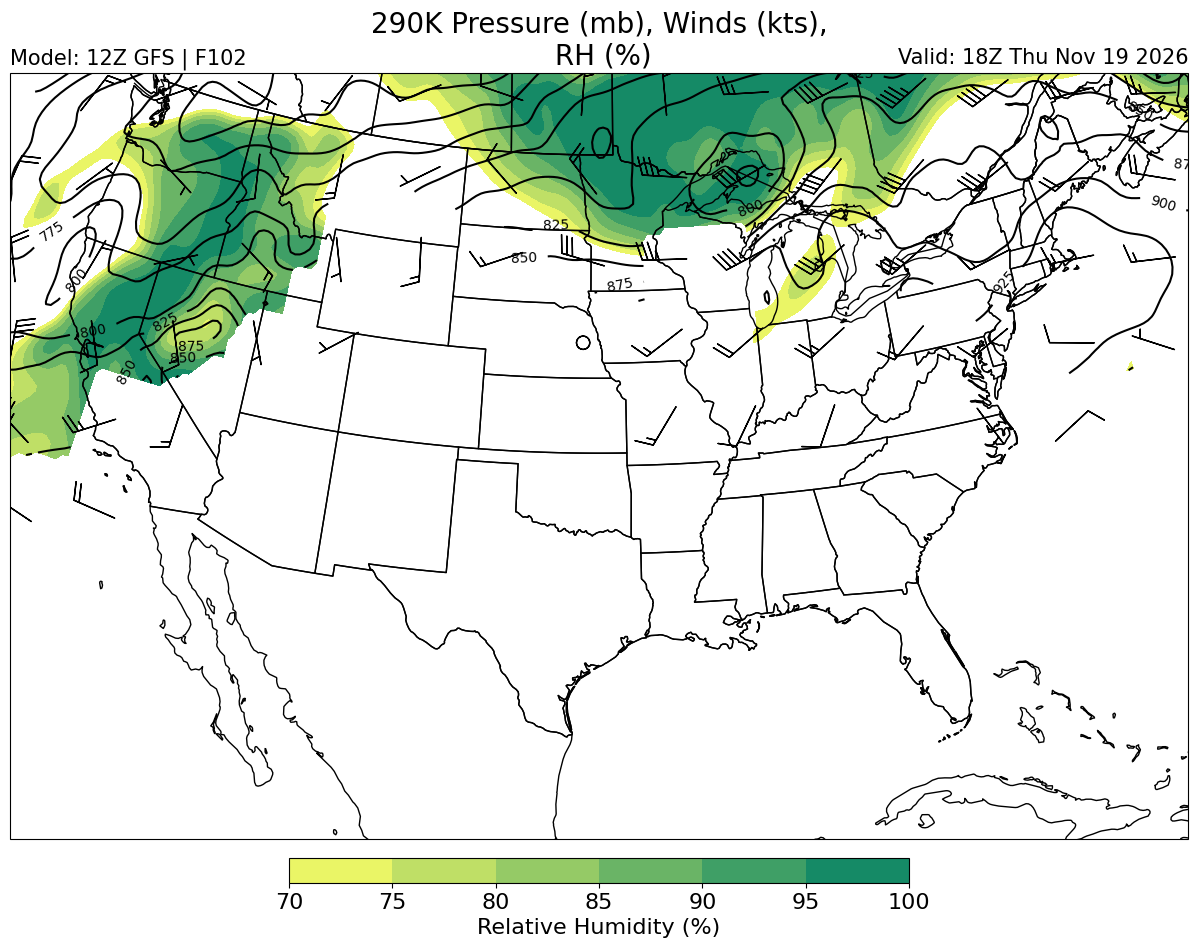 290K Pressure (mb), Winds (kts),
RH (%)
Model: 12Z GFS | F102
Valid: 18Z Thu Nov 19 2026
775
800
800
825
875
850
850
825
850
875
800
900
925
70 75 80 85 90 95 100
Relative Humidity (%)